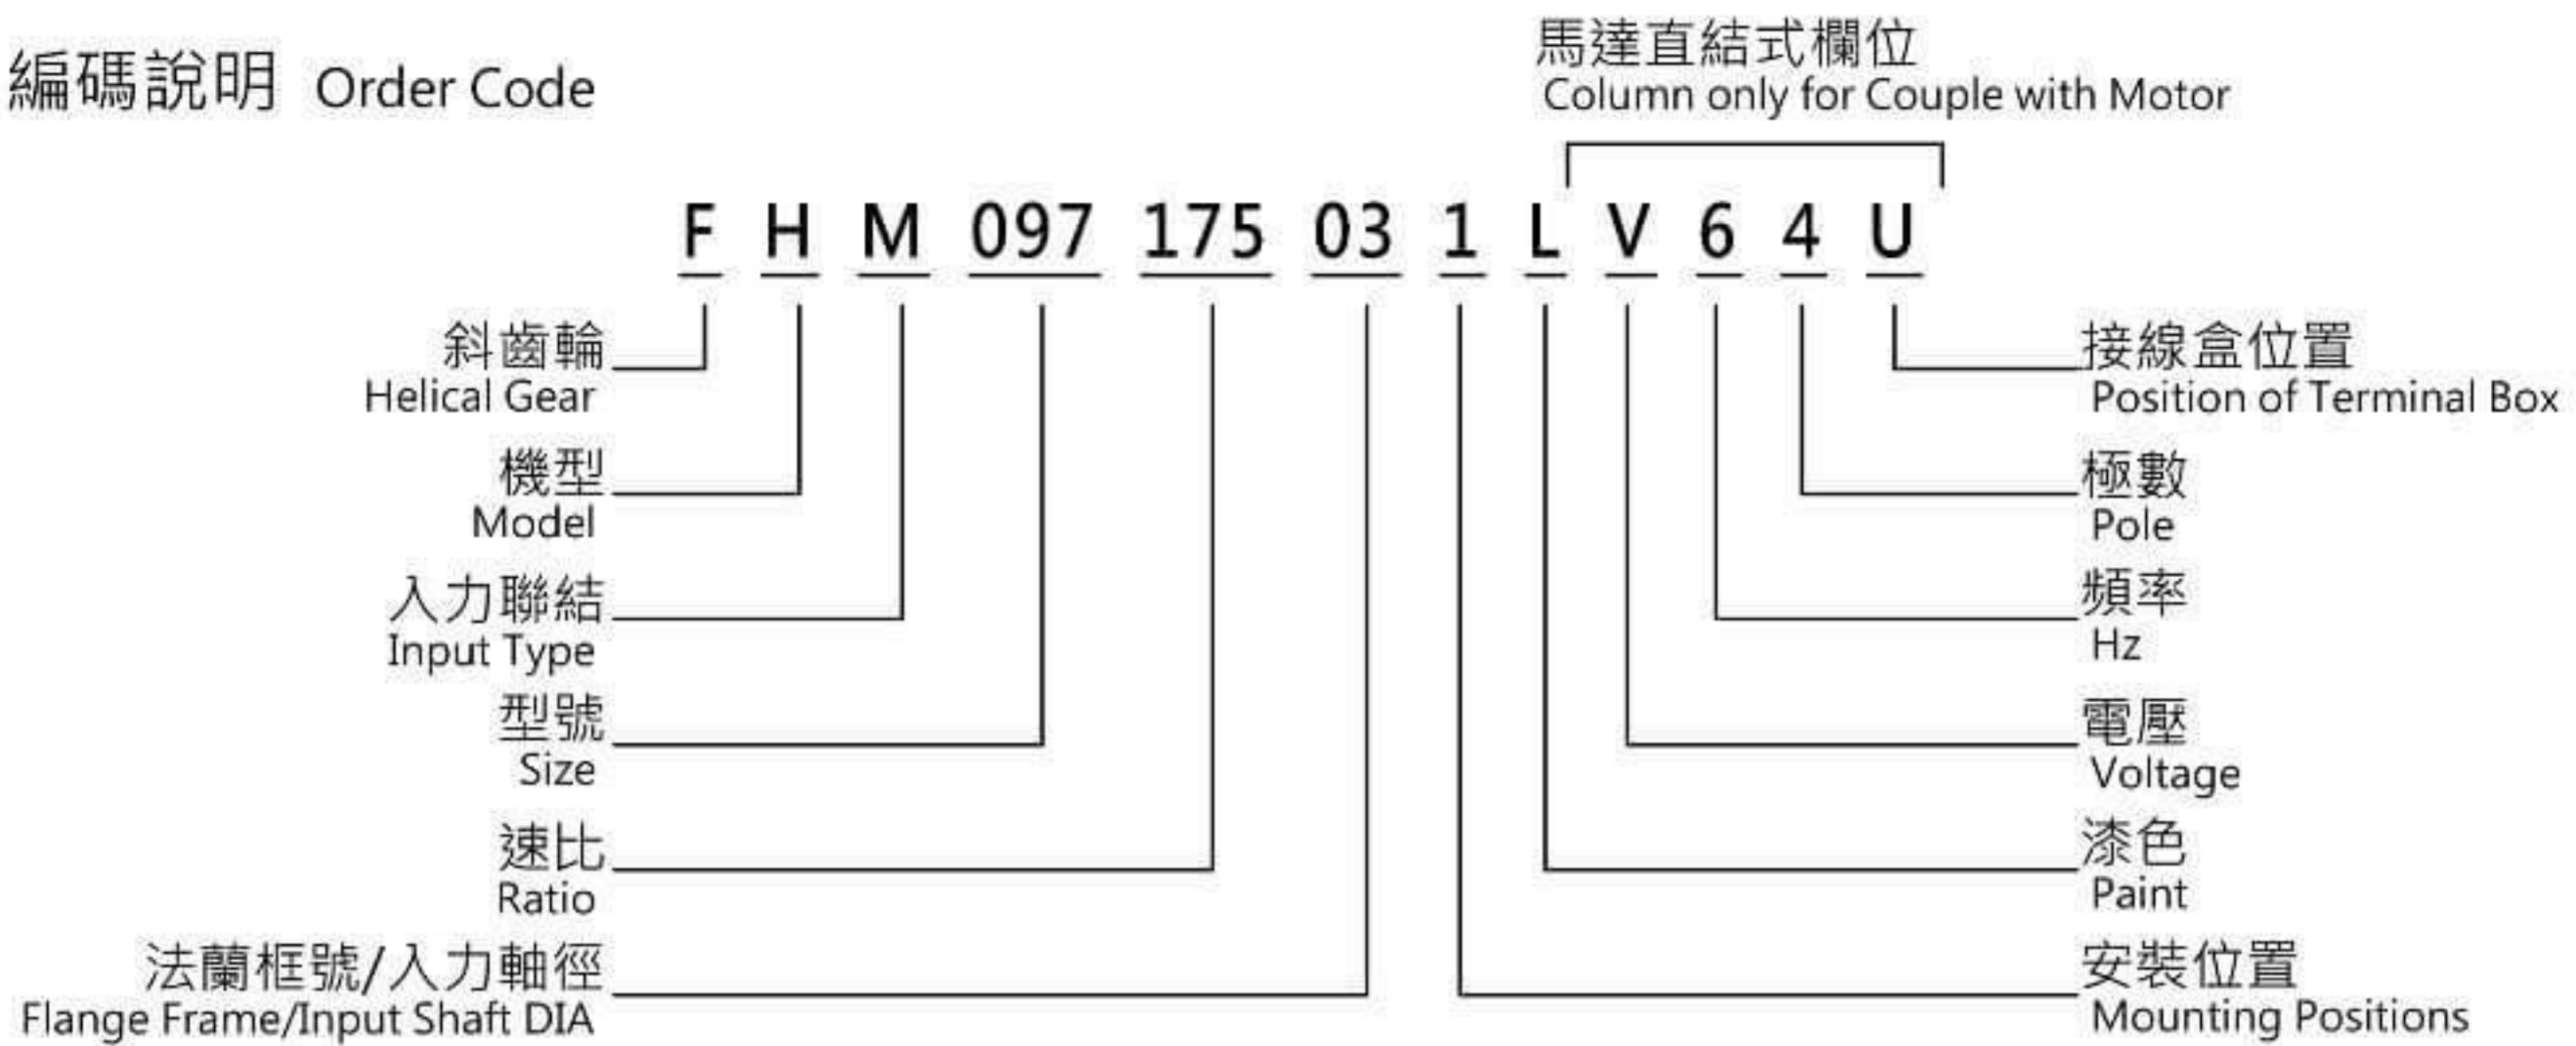 編碼說明 Order Code
馬達直結式欄位
Column only for Couple with Motor
F H M 097 175 03 1 L V 6 4 U
斜齒輪
Helical Gear
機型
Model
入力聯結
Input Type
型號
Size
速比
Ratio
法蘭框號/入力軸徑
Flange Frame/Input Shaft DIA
接線盒位置
Position of Terminal Box
極數
Pole
頻率
Hz
電壓
Voltage
漆色
Paint
安裝位置
Mounting Positions